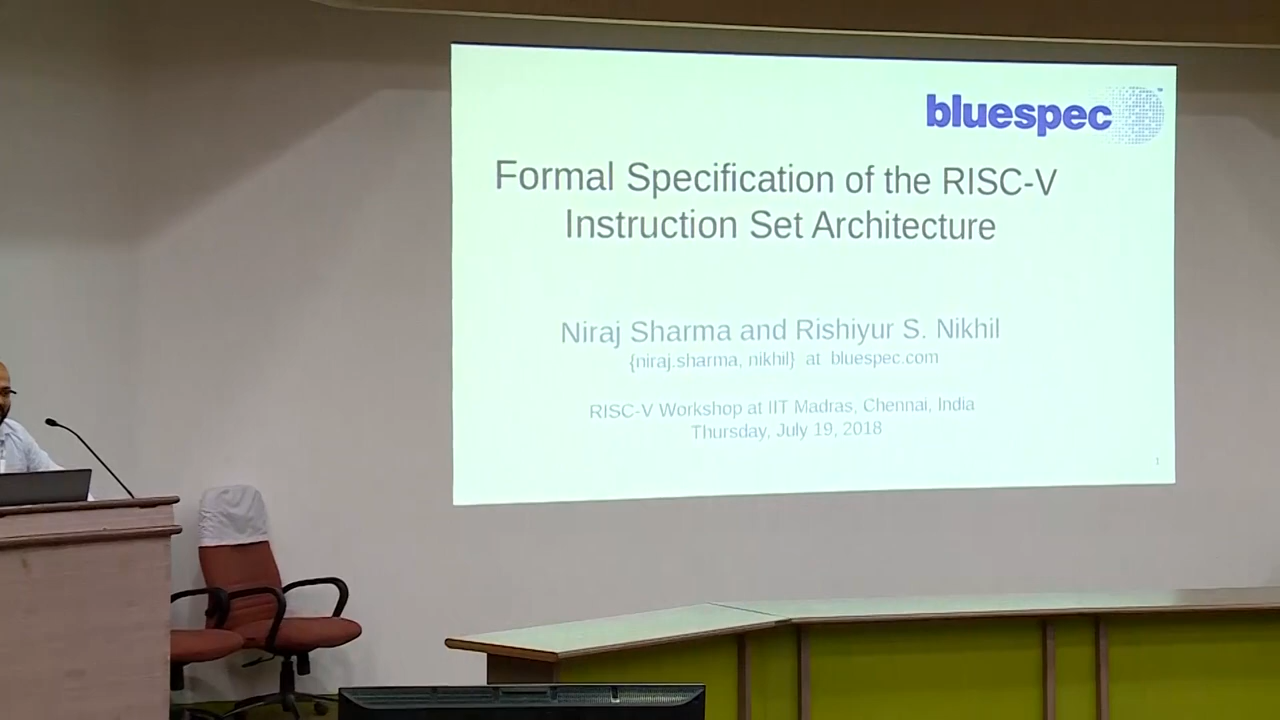 bluespec™
Formal Specification of the RISC-V
Instruction Set Architecture
Niraj Sharma and Rishiyur S. Nikhil
{niraj.sharma, nikhil} at bluespec.com
RISC-V Workshop at IIT Madras, Chennai, India
Thursday, July 19, 2018
1